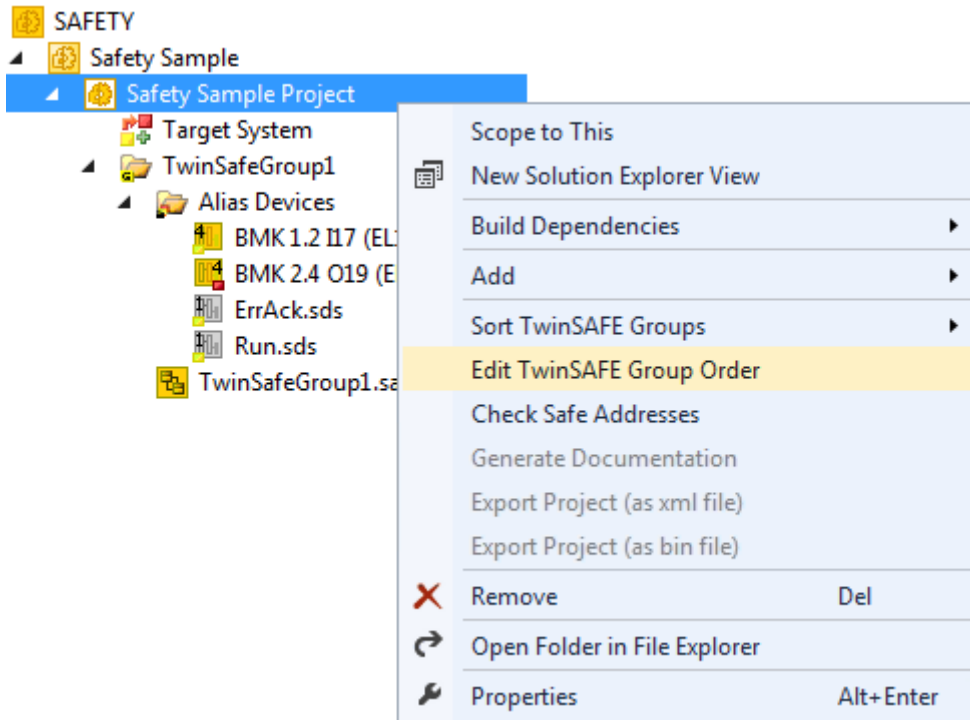 SAFETY
Safety Sample
Safety Sample Project
Target System
TwinSafeGroup1
Alias Devices
BMK 1.2 I17 (EL
BMK 2.4 O19 (E
ErrAck.sds
Run.sds
TwinSafeGroup1.sa
Scope to This
New Solution Explorer View
Build Dependencies
Add
Sort TwinSAFE Groups
Edit TwinSAFE Group Order
Check Safe Addresses
Generate Documentation
Export Project (as xml file)
Export Project (as bin file)
Remove Del
Open Folder in File Explorer
Properties Alt+Enter